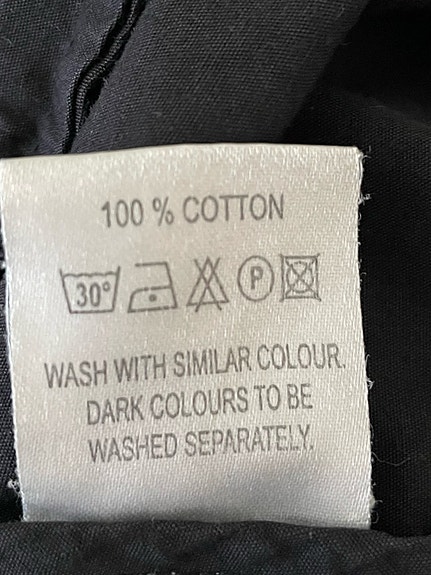 100 % COTTON
30° P
WASH WITH SIMILAR COLOUR.
DARK COLOURS TO BE
WASHED SEPARATELY.